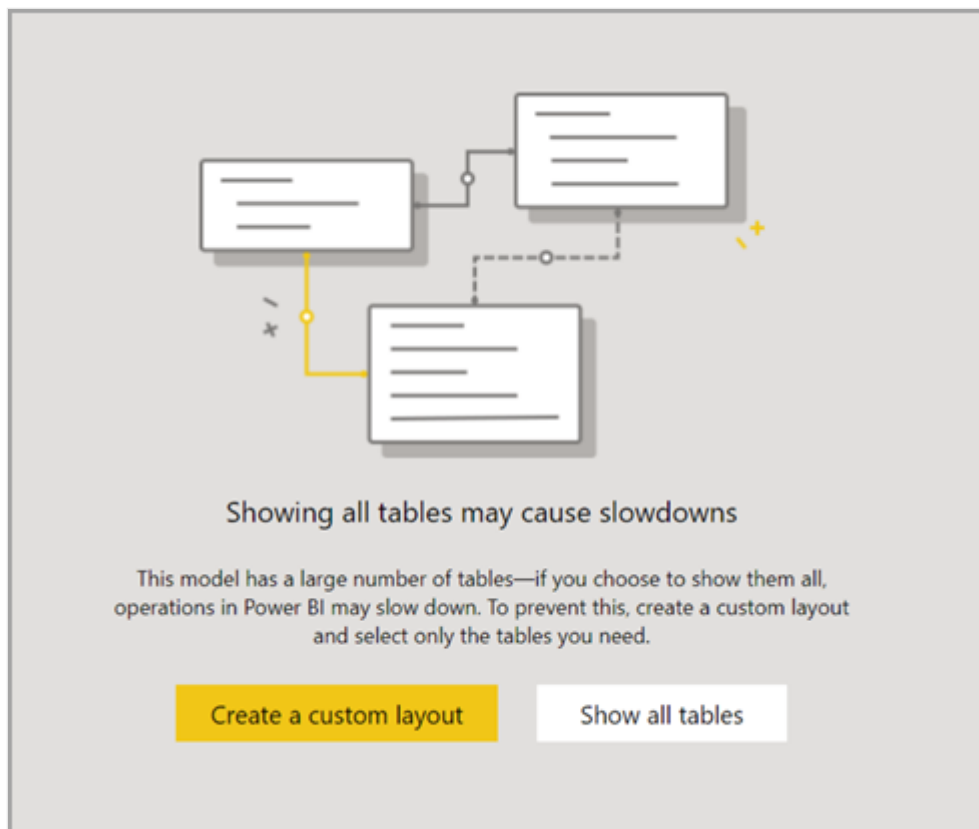 Showing all tables may cause slowdowns
This model has a large number of tables—if you choose to show them all,
operations in Power BI may slow down. To prevent this, create a custom layout
and select only the tables you need.
Create a custom layout
Show all tables